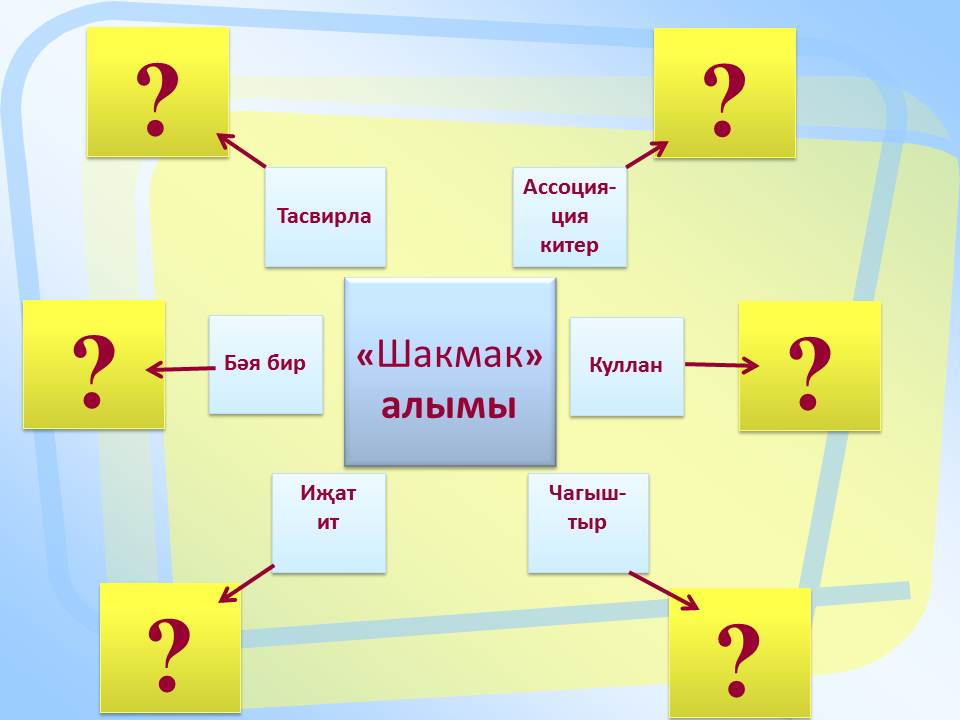 ?
?
Тасвирла
Ассоция-
ция
китер
?
Бәя бир
«Шакмак»
алымы
Куллан
?
Иҗат
ит
Чагыш-
тыр
?
?